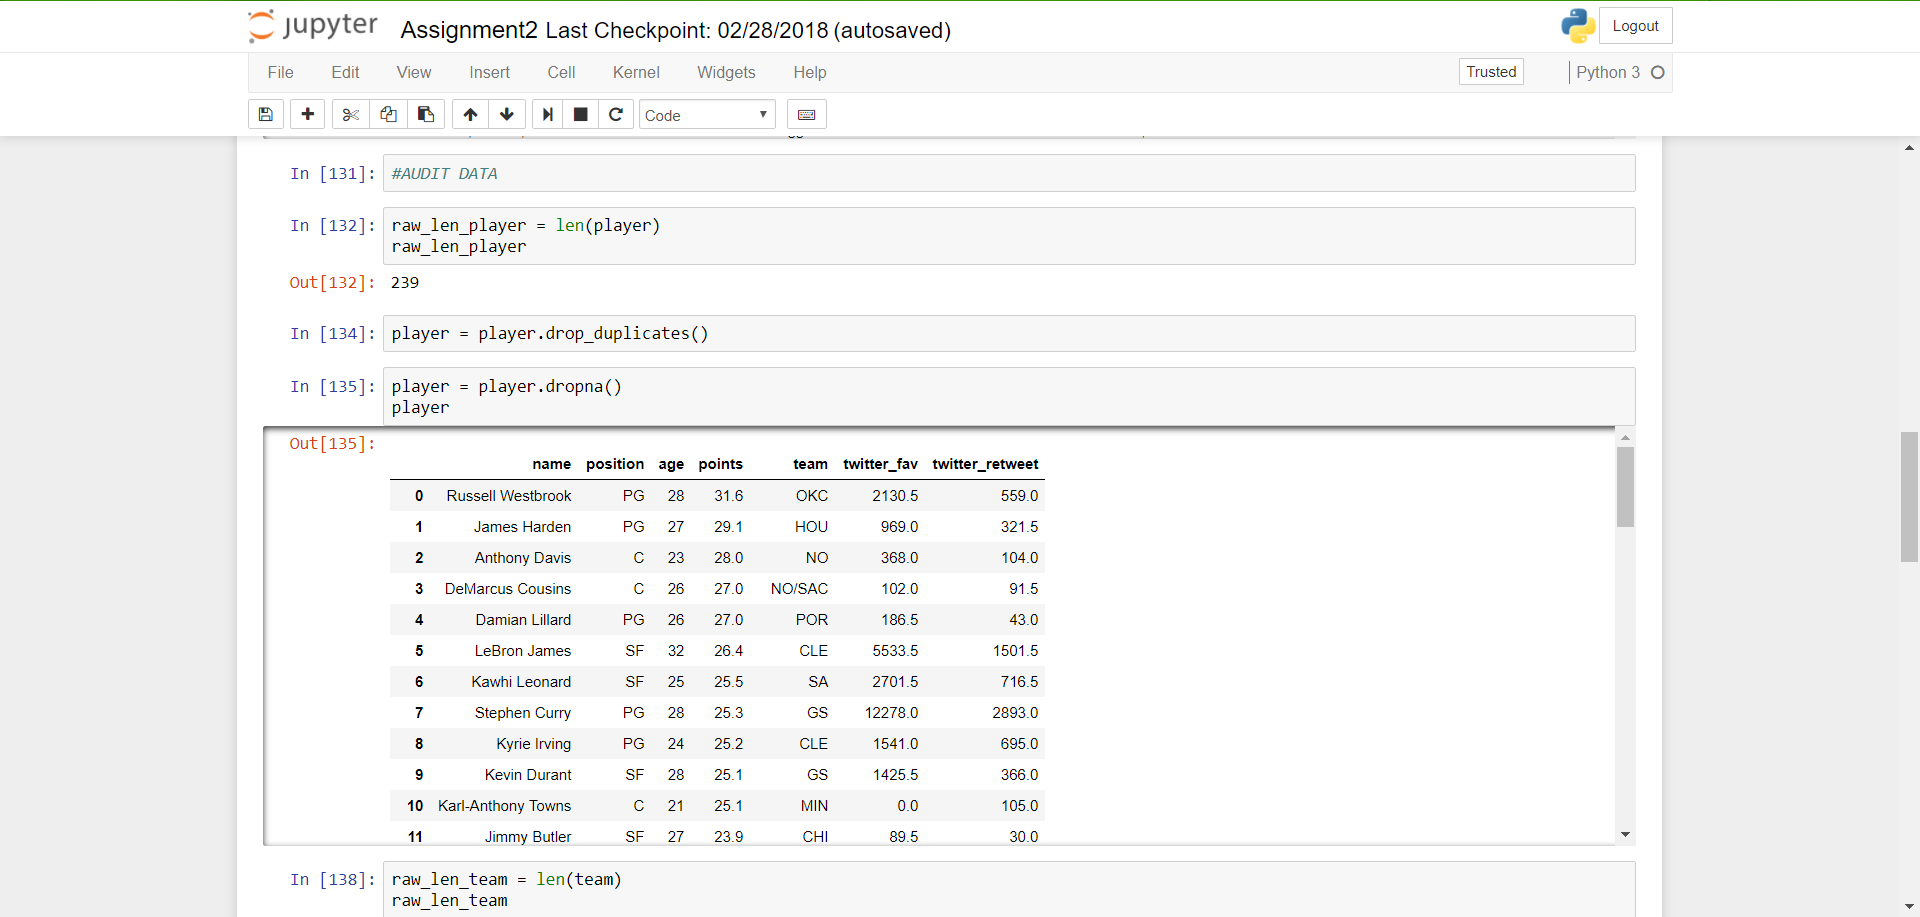 jupyter Assignment2 Last Checkpoint: 02/28/2018 (autosaved) Logout
File Edit View Insert Cell Kernel Widgets Help Trusted Python 3
Code
In [131]: #AUDIT DATA
In [132]: raw_len_player = len(player)
raw_len_player
Out[132]: 239
In [134]: player = player.drop_duplicates()
In [135]: player = player.dropna()
player
Out[135]:
name position age points team twitter_fav twitter_retweet
0 Russell Westbrook PG 28 31.6 OKC 2130.5 559.0
1 James Harden PG 27 29.1 HOU 969.0 321.5
2 Anthony Davis C 23 28.0 NO 368.0 104.0
3 DeMarcus Cousins C 26 27.0 NO/SAC 102.0 91.5
4 Damian Lillard PG 26 27.0 POR 186.5 43.0
5 LeBron James SF 32 26.4 CLE 5533.5 1501.5
6 Kawhi Leonard SF 25 25.5 SA 2701.5 716.5
7 Stephen Curry PG 28 25.3 GS 12278.0 2893.0
8 Kyrie Irving PG 24 25.2 CLE 1541.0 695.0
9 Kevin Durant SF 28 25.1 GS 1425.5 366.0
10 Karl-Anthony Towns C 21 25.1 MIN 0.0 105.0
11 Jimmy Butler SF 27 23.9 CHI 89.5 30.0
In [138]: raw_len_team = len(team)
raw_len_team